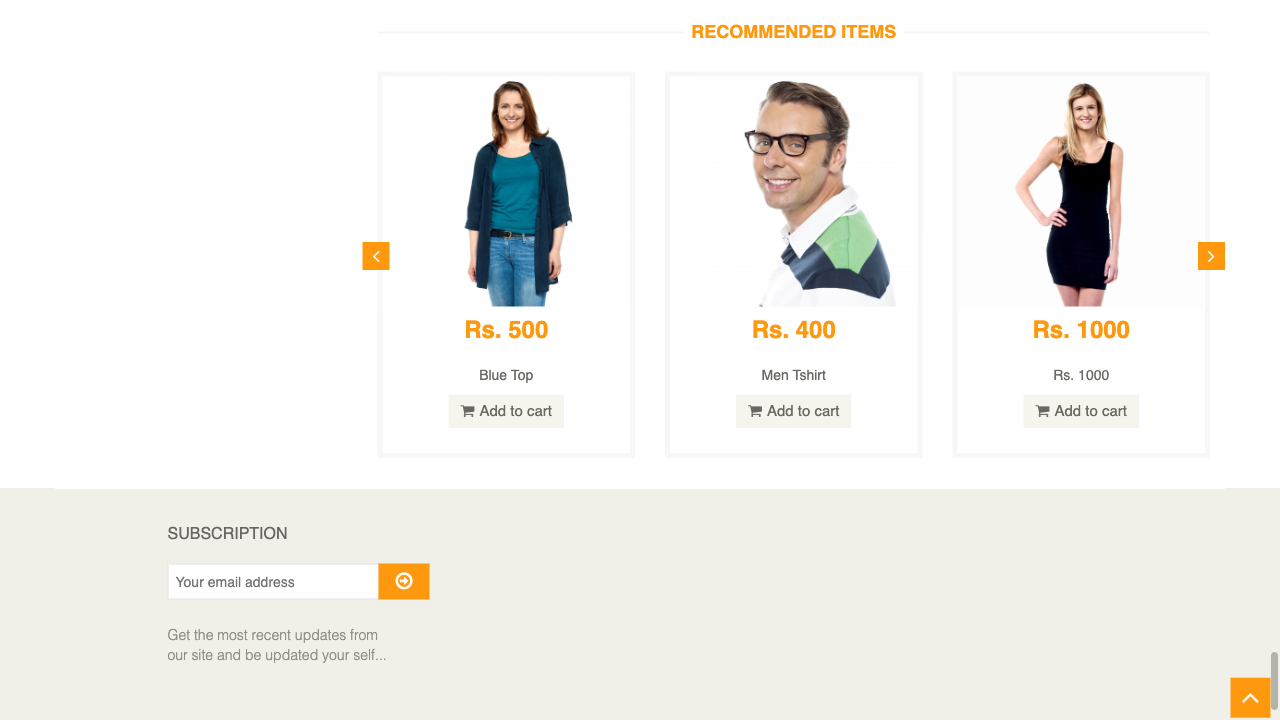 RECOMMENDED ITEMS
Rs. 500
Blue Top
Add to cart
Rs. 400
Men Tshirt
Add to cart
Rs. 1000
Rs. 1000
Add to cart
SUBSCRIPTION
Your email address
Get the most recent updates from
our site and be updated your self...